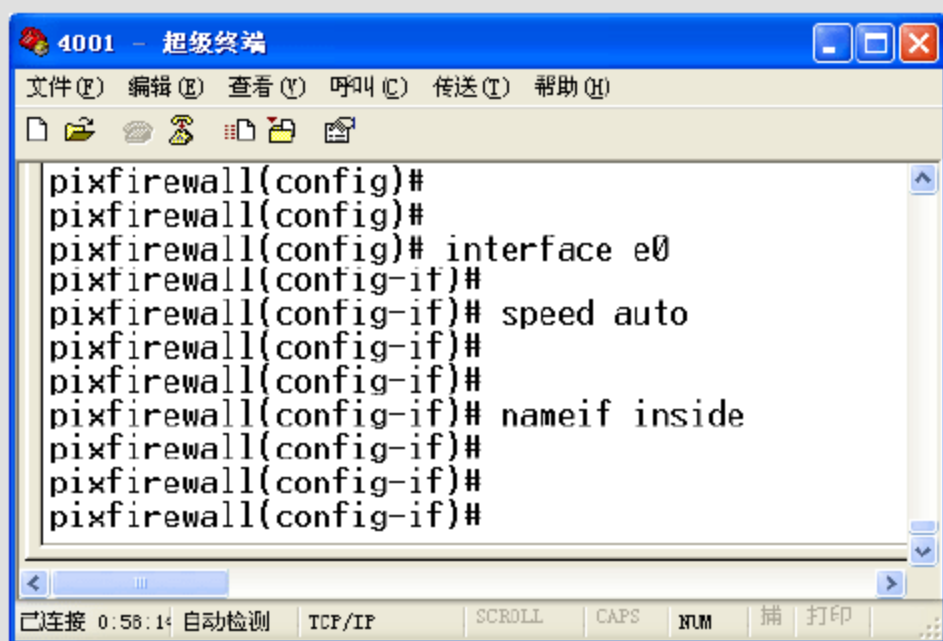 4001 - 超级终端
文件(F) 编辑(E) 查看(V) 呼叫(C) 传送(T) 帮助(H)
pixfirewall(config)#
pixfirewall(config)#
pixfirewall(config)# interface e0
pixfirewall(config-if)#
pixfirewall(config-if)# speed auto
pixfirewall(config-if)#
pixfirewall(config-if)#
pixfirewall(config-if)# nameif inside
pixfirewall(config-if)#
pixfirewall(config-if)#
pixfirewall(config-if)#
已连接 自动检测 TCP/IP SCROLL CAPS NUM 捕 打印